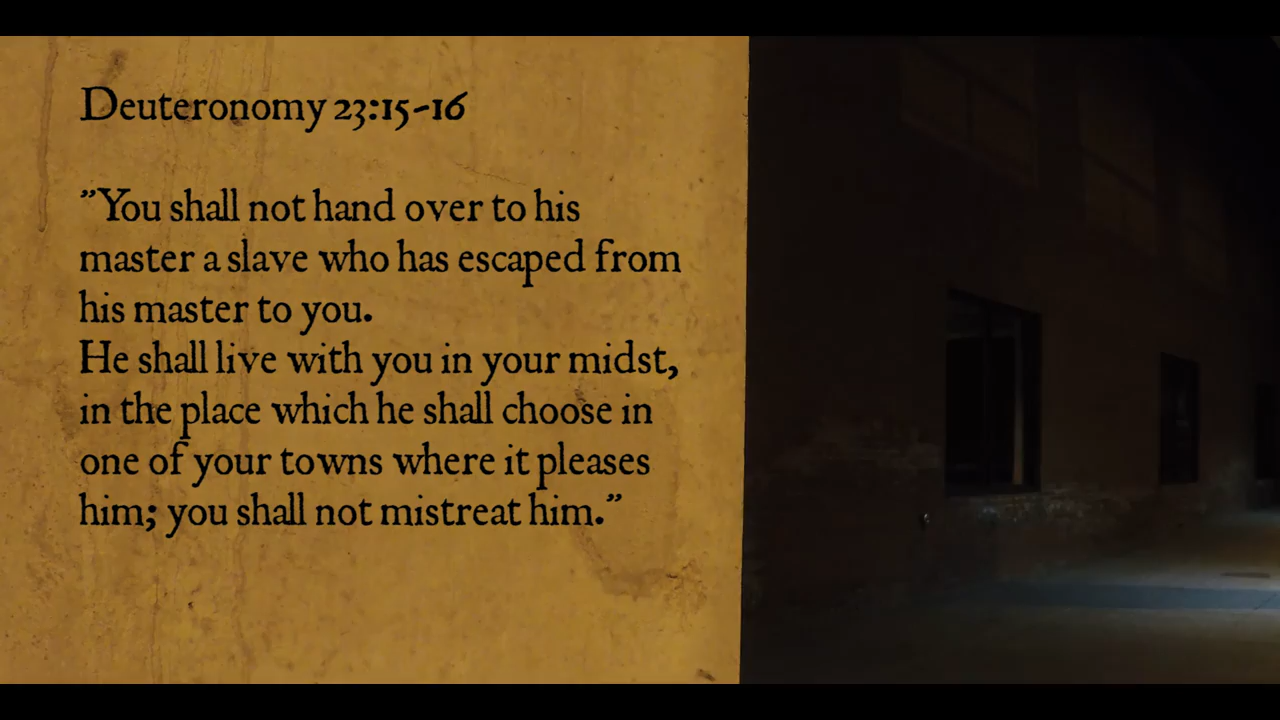 Deuteronomy 23:15-16
"You shall not hand over to his
master a slave who has escaped from
his master to you.
He shall live with you in your midst,
in the place which he shall choose in
one of your towns where it pleases
him; you shall not mistreat him."